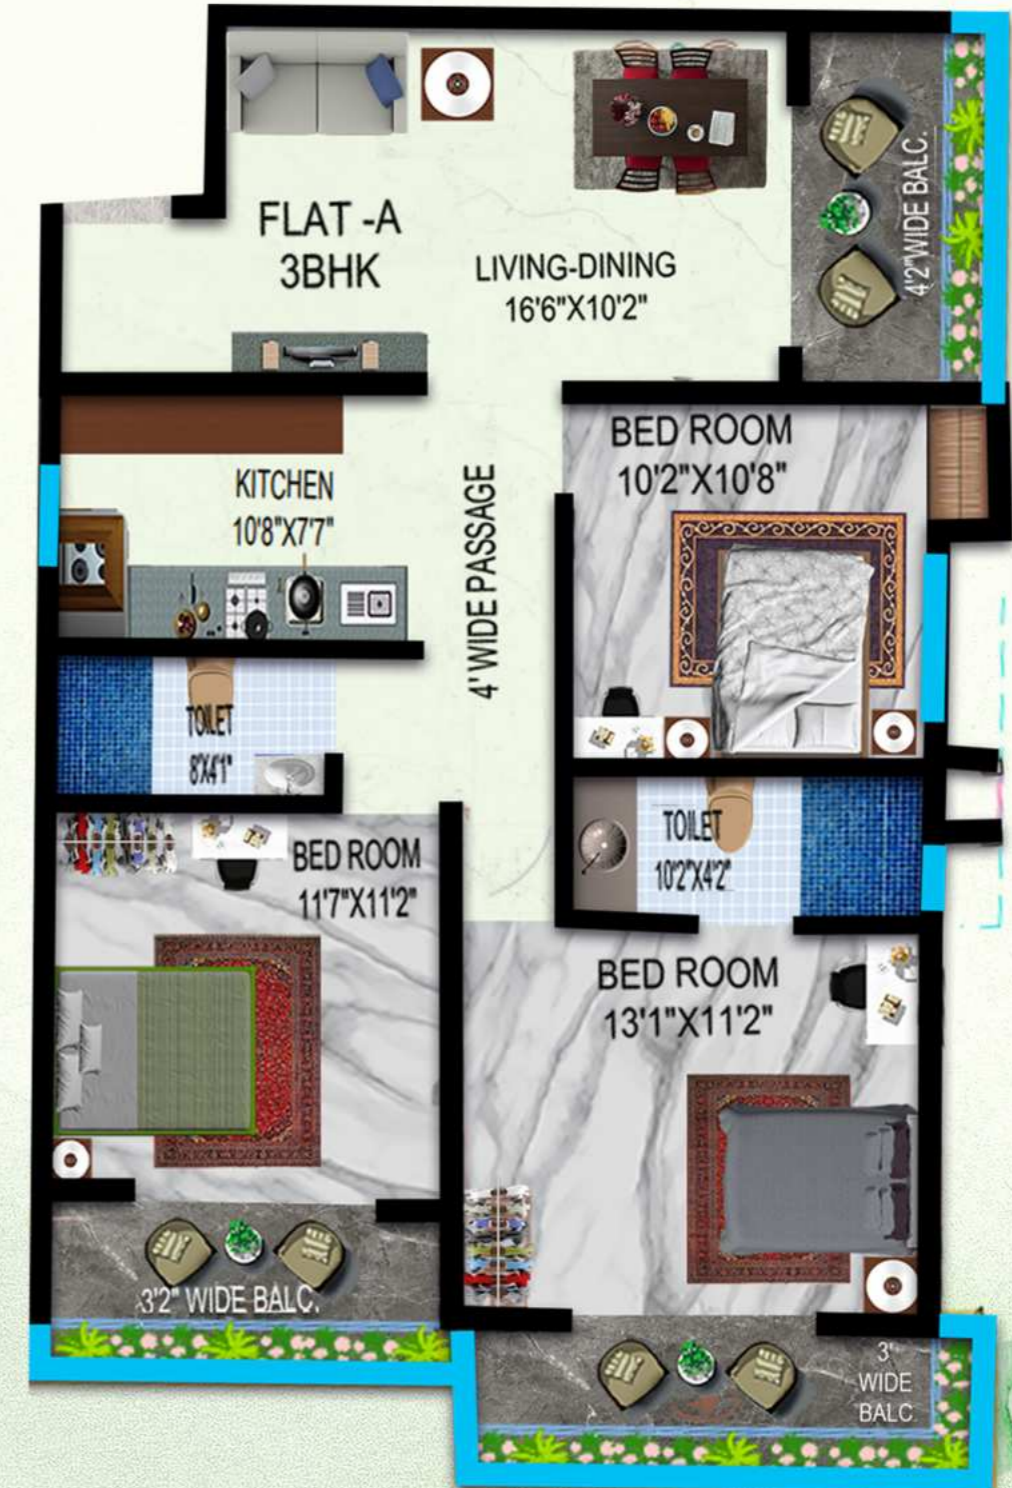 FLAT -A
3BHK
LIVING-DINING
16'6"X10'2"
4'2"WIDE BALC.
KITCHEN
10'8"X7'7"
4' WIDE PASSAGE
BED ROOM
10'2"X10'8"
TOILET
8'X4'1"
TOILET
10'2"X4'2"
BED ROOM
11'7"X11'2"
BED ROOM
13'1"X11'2"
3'2" WIDE BALC.
3'
WIDE
BALC